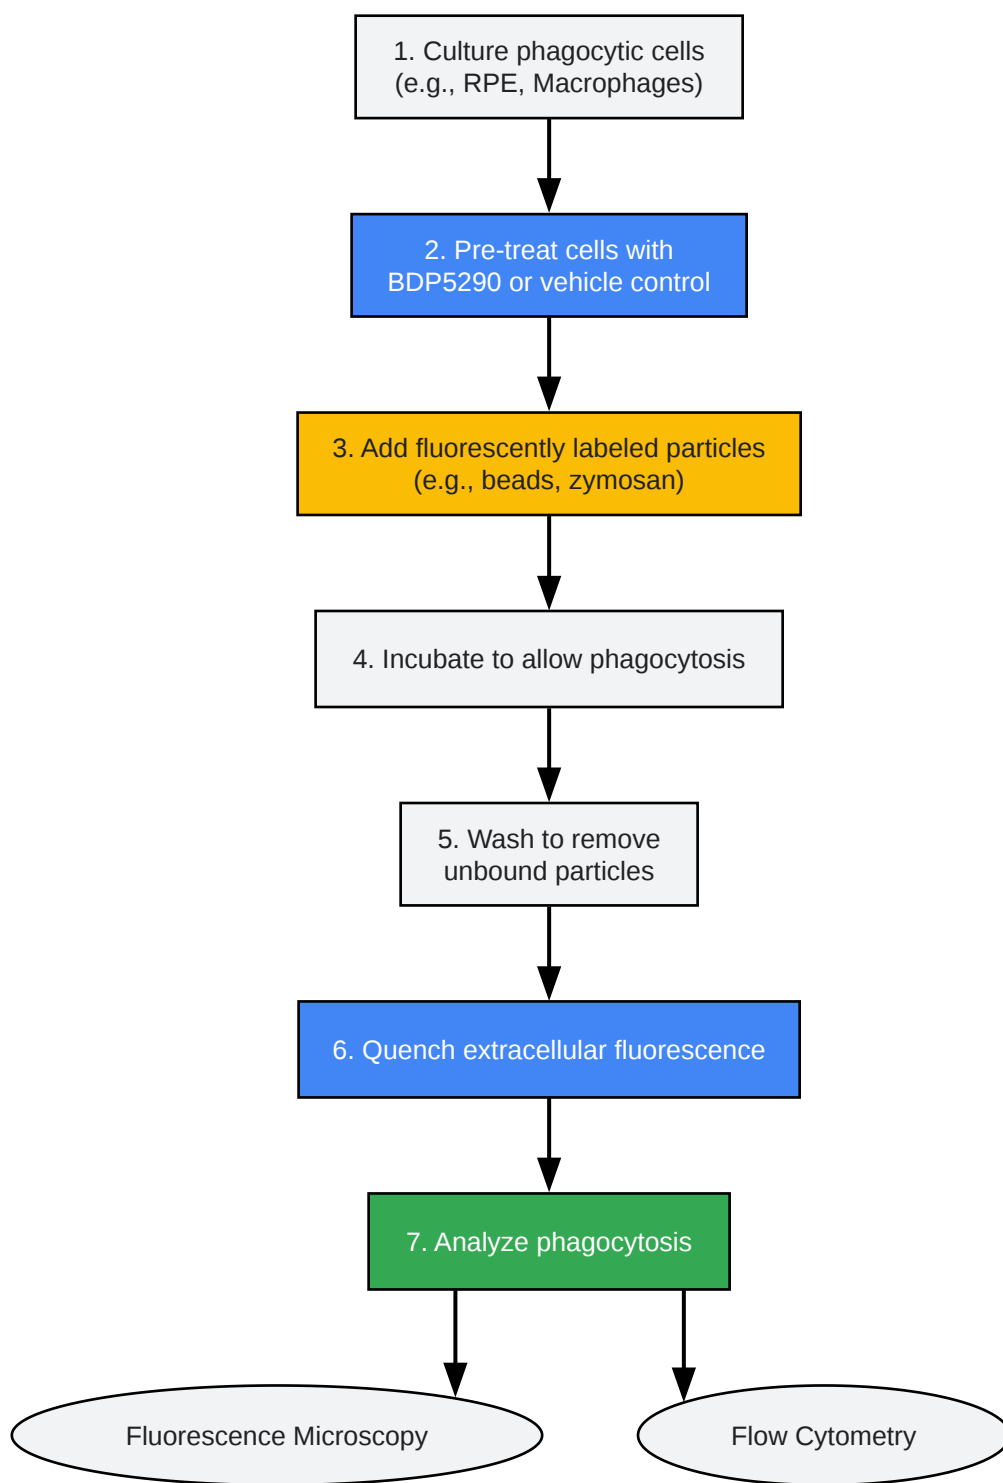 1. Culture phagocytic cells
(e.g., RPE, Macrophages)
2. Pre-treat cells with
BDP5290 or vehicle control
3. Add fluorescently labeled particles
(e.g., beads, zymosan)
4. Incubate to allow phagocytosis
5. Wash to remove
unbound particles
6. Quench extracellular fluorescence
7. Analyze phagocytosis
Fluorescence Microscopy
Flow Cytometry